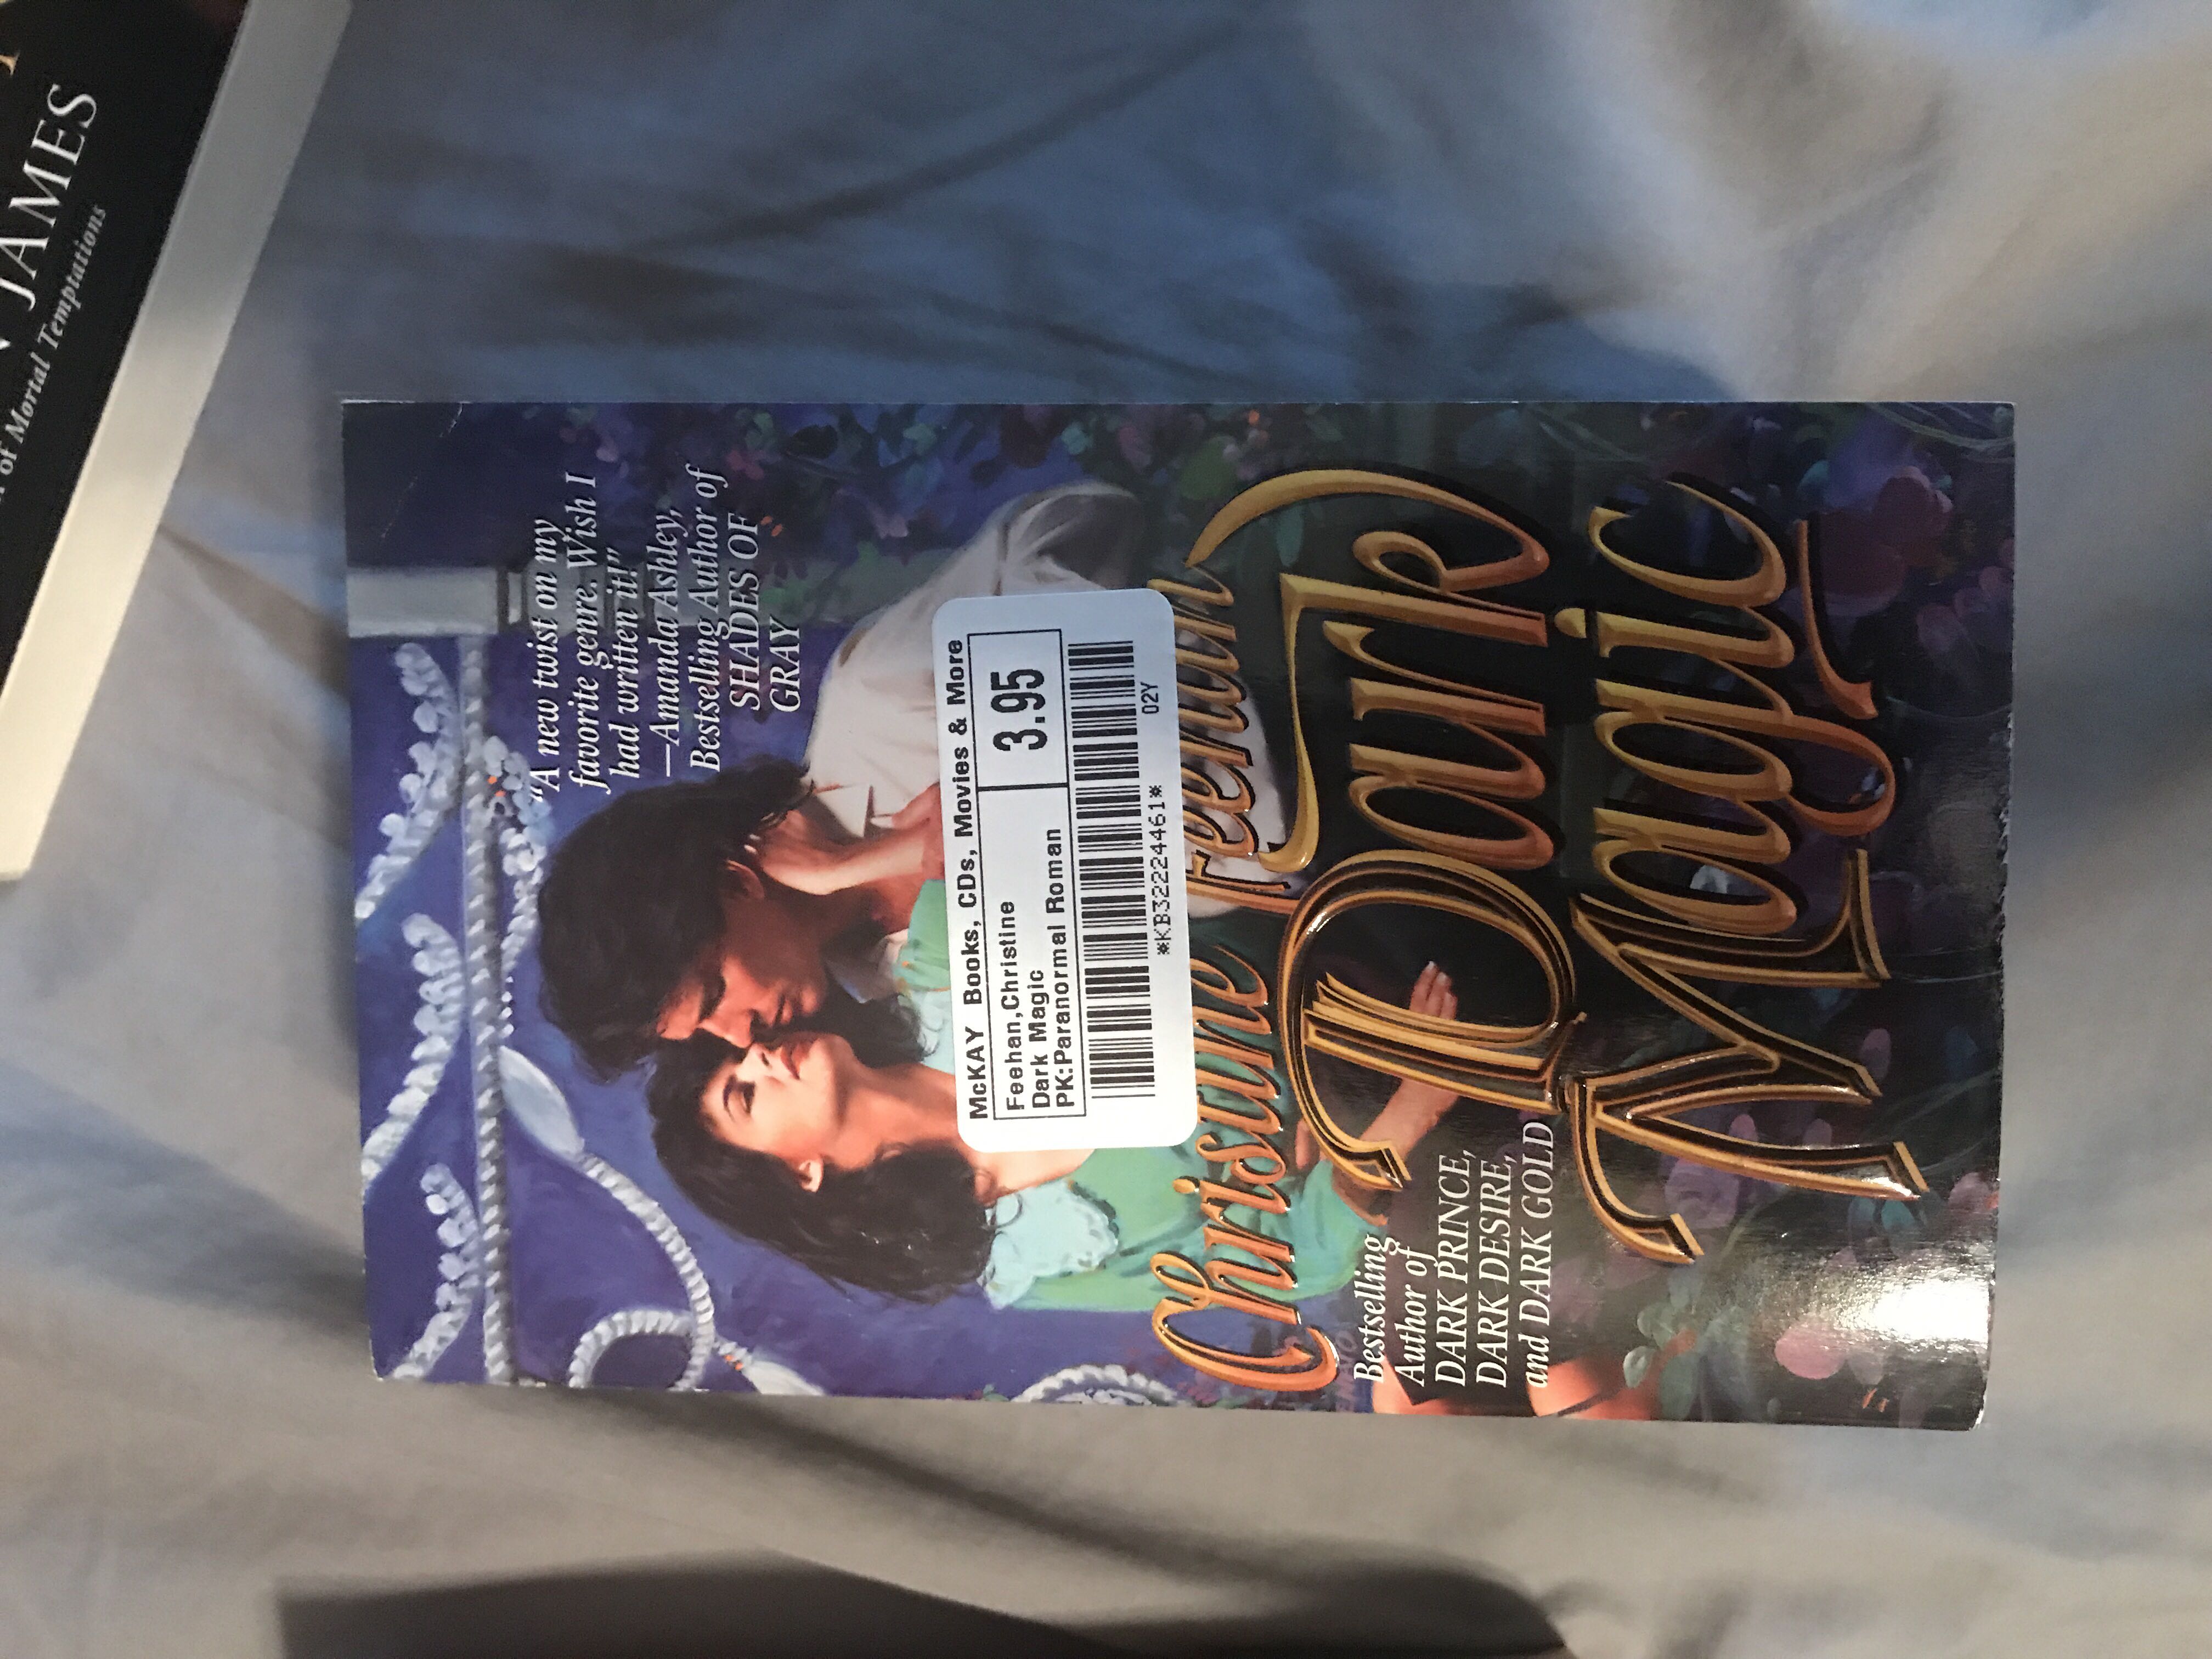 "A new twist on my
favorite genre. Wish I
had written it!"
—Amanda Ashley,
Bestselling Author of
SHADES OF
GRAY
McKAY Books, CDs, Movies & More
Feehan,Christine
Dark Magic
PK:Paranormal Roman
3.95
02Y
*KB32224461*
Christine Feehan
Dark
Magic
Bestselling
Author of
DARK PRINCE,
DARK DESIRE,
and DARK GOLD
JAMES
of Mortal Temptations